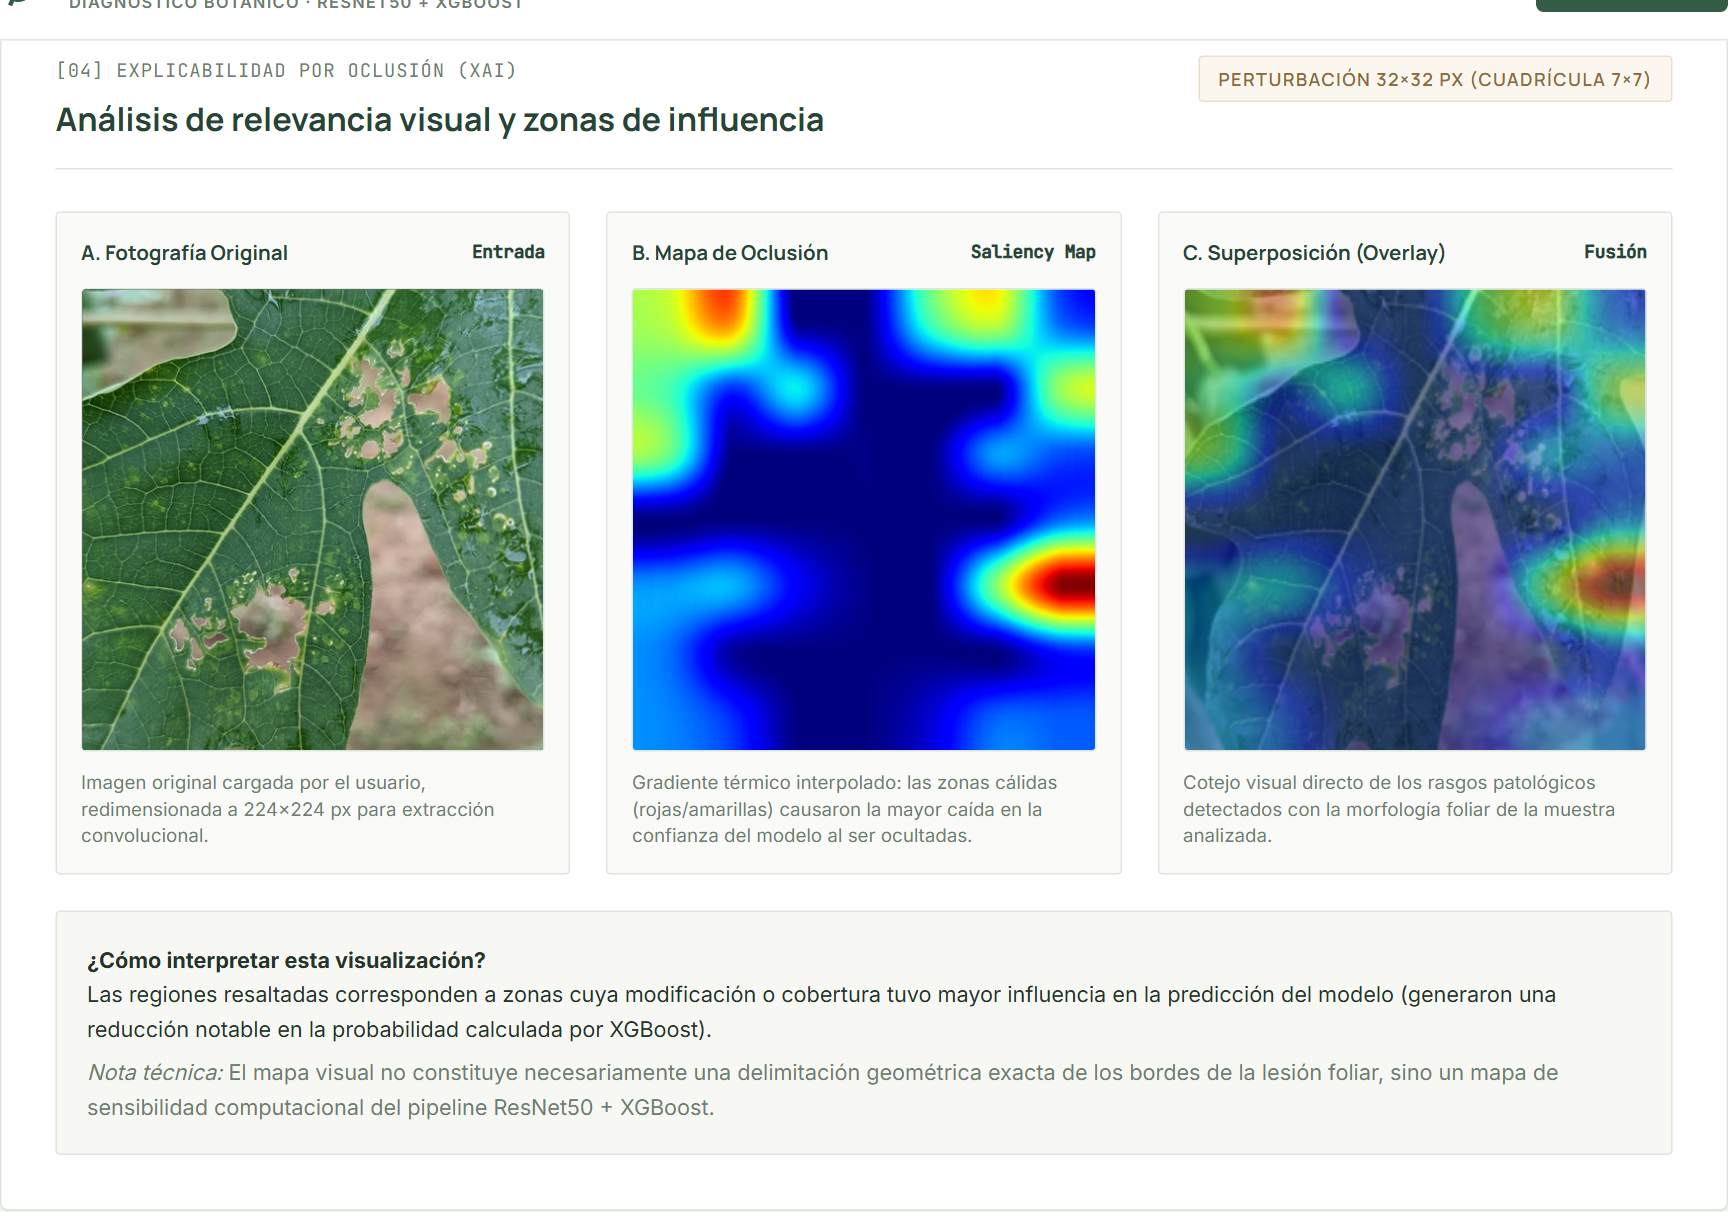 DIAGNÓSTICO BOTÁNICO · RESNET50 + XGBOOST
[04] EXPLICABILIDAD POR OCLUSIÓN (XAI)
PERTURBACIÓN 32×32 PX (CUADRÍCULA 7×7)
Análisis de relevancia visual y zonas de influencia
A. Fotografía Original
Entrada
Imagen original cargada por el usuario,
redimensionada a 224×224 px para extracción
convolucional.
B. Mapa de Oclusión
Saliency Map
Gradiente térmico interpolado: las zonas cálidas
(rojas/amarillas) causaron la mayor caída en la
confianza del modelo al ser ocultadas.
C. Superposición (Overlay)
Fusión
Cotejo visual directo de los rasgos patológicos
detectados con la morfología foliar de la muestra
analizada.
¿Cómo interpretar esta visualización?
Las regiones resaltadas corresponden a zonas cuya modificación o cobertura tuvo mayor influencia en la predicción del modelo (generaron una
reducción notable en la probabilidad calculada por XGBoost).
Nota técnica: El mapa visual no constituye necesariamente una delimitación geométrica exacta de los bordes de la lesión foliar, sino un mapa de
sensibilidad computacional del pipeline ResNet50 + XGBoost.